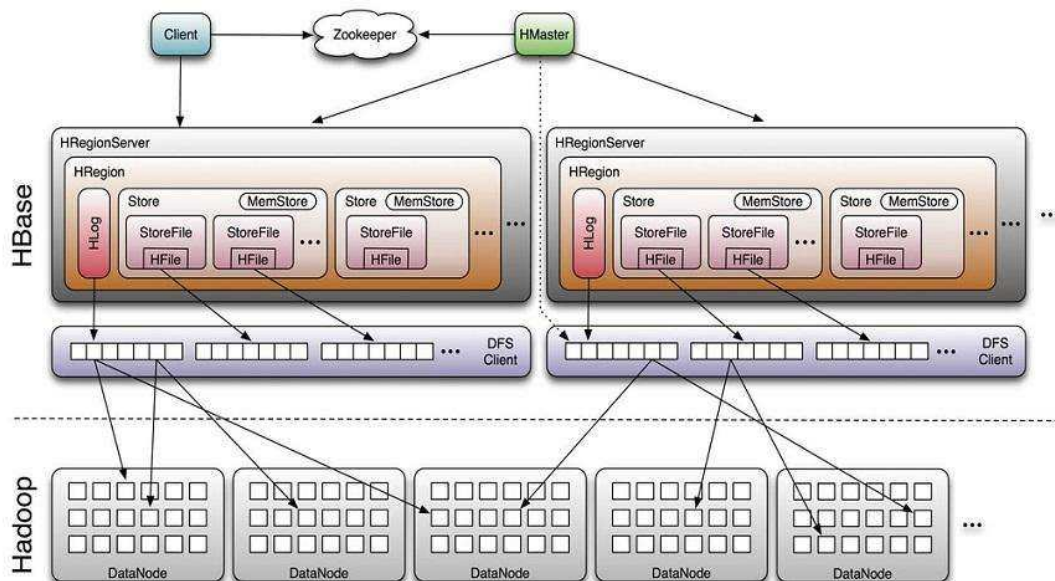 Client
Zookeeper
HMaster
HBase
HRegionServer
HRegion
HLog
Store
MemStore
StoreFile
HFile
StoreFile
HFile
...
Store
MemStore
StoreFile
HFile
...
...
HRegionServer
HRegion
HLog
Store
MemStore
StoreFile
HFile
StoreFile
HFile
...
Store
MemStore
StoreFile
HFile
...
...
...
... DFS
Client
... DFS
Client
Hadoop
DataNode
DataNode
DataNode
DataNode
DataNode
...